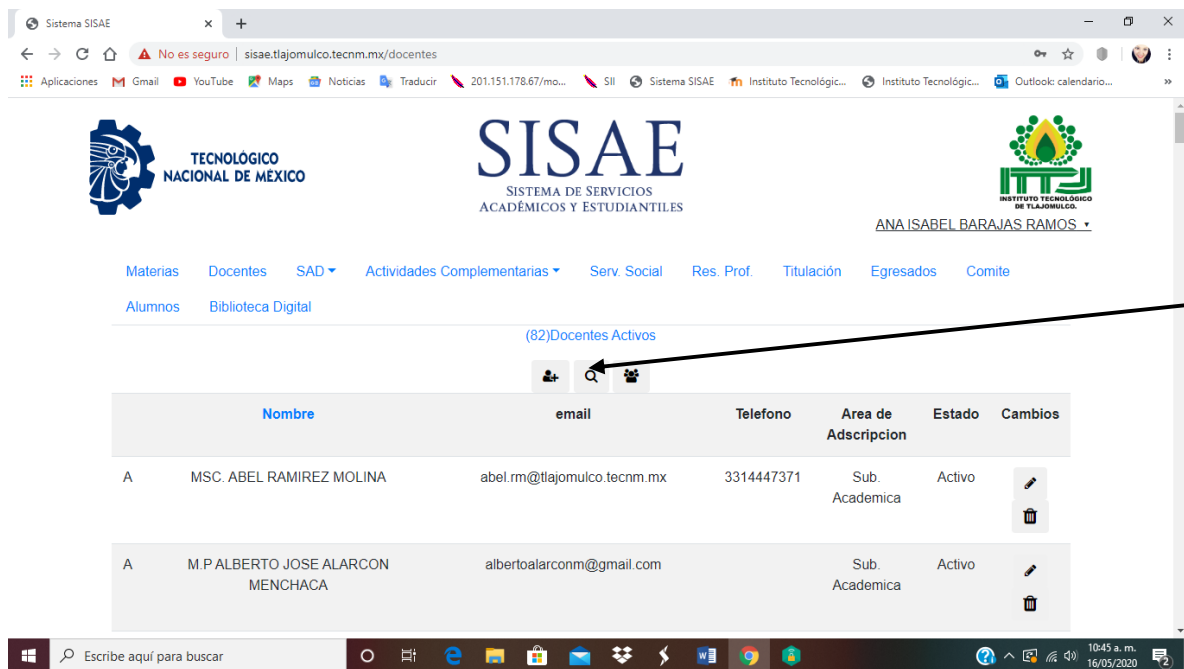 Sistema SISAE
No es seguro | sisae.tlajomulco.tecnm.mx/docentes
Aplicaciones Gmail YouTube Maps Noticias Traducir 201.151.178.67/mo... SII Sistema SISAE Instituto Tecnológic... Instituto Tecnológic... Outlook: calendario... »
TECNOLÓGICO
NACIONAL DE MÉXICO
SISAE
SISTEMA DE SERVICIOS
ACADÉMICOS Y ESTUDIANTILES
ITTJ
INSTITUTO TECNOLÓGICO
DE TLAJOMULCO.
ANA ISABEL BARAJAS RAMOS
Materias Docentes SAD Actividades Complementarias Serv. Social Res. Prof. Titulación Egresados Comite
Alumnos Biblioteca Digital
(82)Docentes Activos
Nombre email Telefono Area de Adscripcion Estado Cambios
A MSC. ABEL RAMIREZ MOLINA abel.rm@tlajomulco.tecnm.mx 3314447371 Sub. Academica Activo
A M.P ALBERTO JOSE ALARCON MENCHACA albertoalarconm@gmail.com Sub. Academica Activo
Escribe aquí para buscar
10:45 a. m.
16/05/2020
2